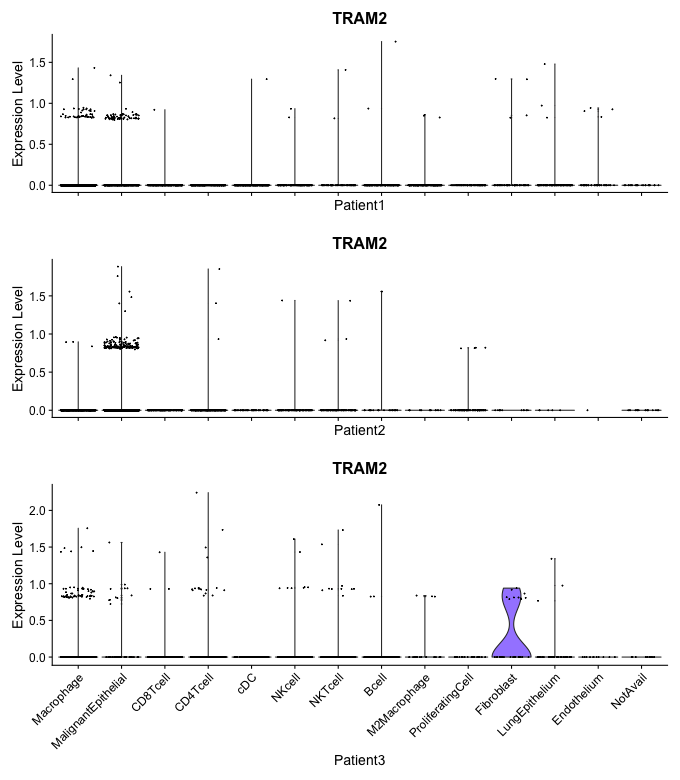 TRAM2
Expression Level
1.5
1.0
0.5
0.0
Patient1
TRAM2
Expression Level
1.5
1.0
0.5
0.0
Patient2
TRAM2
Expression Level
2.0
1.5
1.0
0.5
0.0
Macrophage
MalignantEpithelial
CD8Tcell
CD4Tcell
cDC
NKcell
NKTcell
Bcell
M2Macrophage
ProliferatingCell
Fibroblast
LungEpithelium
Endothelium
NotAvail
Patient3